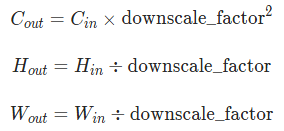 C_out = C_in × downscale_factor²
H_out = H_in ÷ downscale_factor
W_out = W_in ÷ downscale_factor